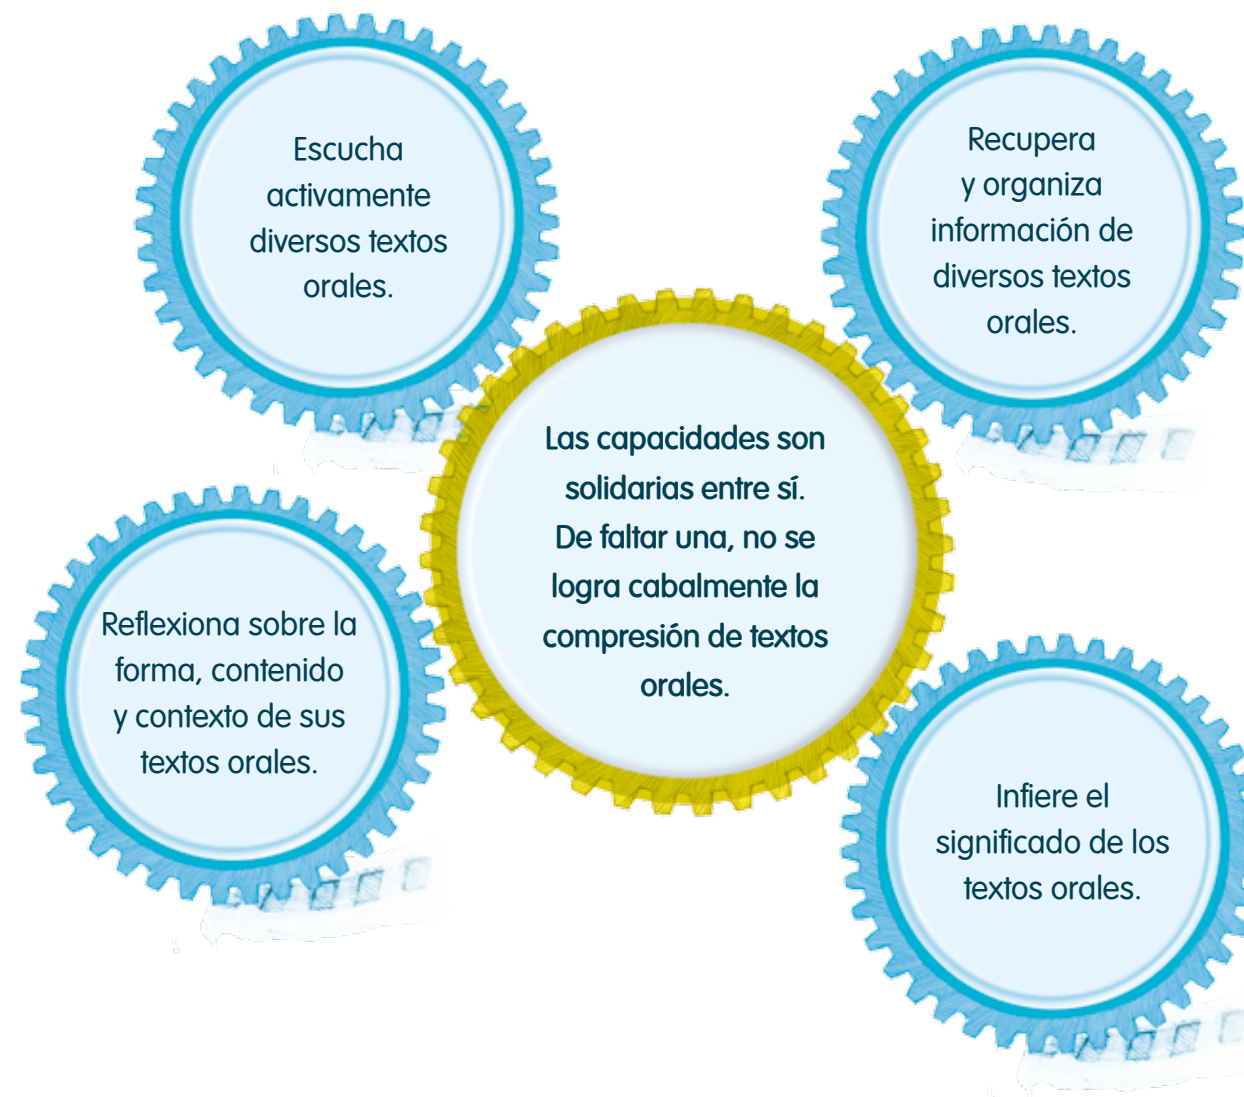 Escucha
activamente
diversos textos
orales.
Recupera
y organiza
información de
diversos textos
orales.
Las capacidades son
solidarias entre sí.
De faltar una, no se
logra cabalmente la
compresión de textos
orales.
Reflexiona sobre la
forma, contenido
y contexto de sus
textos orales.
Infiere el
significado de los
textos orales.